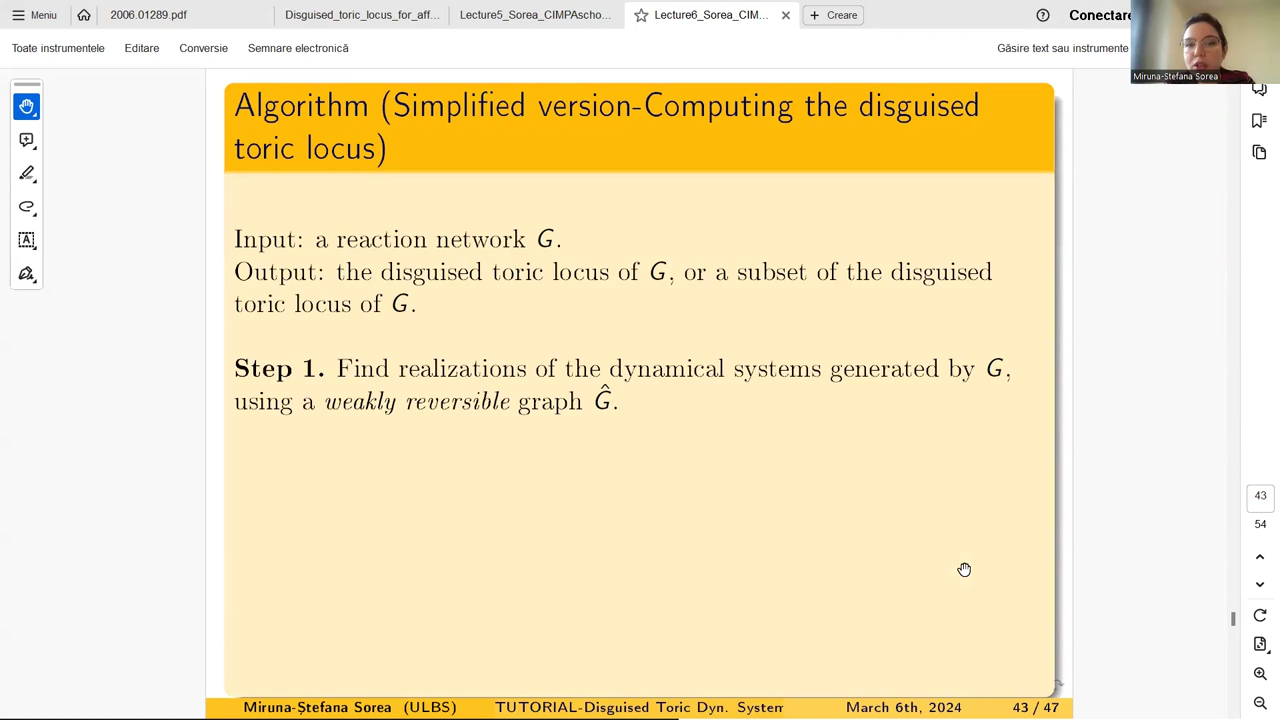 Meniu
2006.01289.pdf
Disguised_toric_locus_for_aff...
Lecture5_Sorea_CIMPAscho...
Lecture6_Sorea_CIM...
Creare
Conectare
Toate instrumentele
Editare
Conversie
Semnare electronică
Găsire text sau instrumente
Miruna-Stefana Sorea
Algorithm (Simplified version-Computing the disguised
toric locus)
Input: a reaction network G.
Output: the disguised toric locus of G, or a subset of the disguised
toric locus of G.
Step 1. Find realizations of the dynamical systems generated by G,
using a weakly reversible graph Ĝ.
43
54
Miruna-Ștefana Sorea (ULBS)
TUTORIAL-Disguised Toric Dyn. System
March 6th, 2024
43 / 47